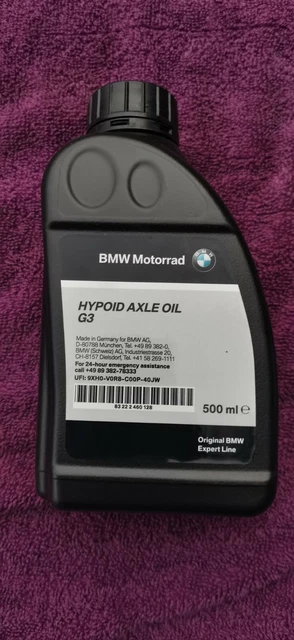 BMW Motorrad
HYPOID AXLE OIL
G3
Made in Germany for BMW AG,
D-80788 München, Tel. +49 89 382-0,
BMW (Schweiz) AG, Industriestrasse 20,
CH-8157 Dielsdorf, Tel. +41 58 269-1111
For 24-hour emergency assistance
call +49 89 382-78333
UFI: 9XH0-V0R8-C00P-40JW
83 22 2 460 128
500 ml e
Original BMW
Expert Line